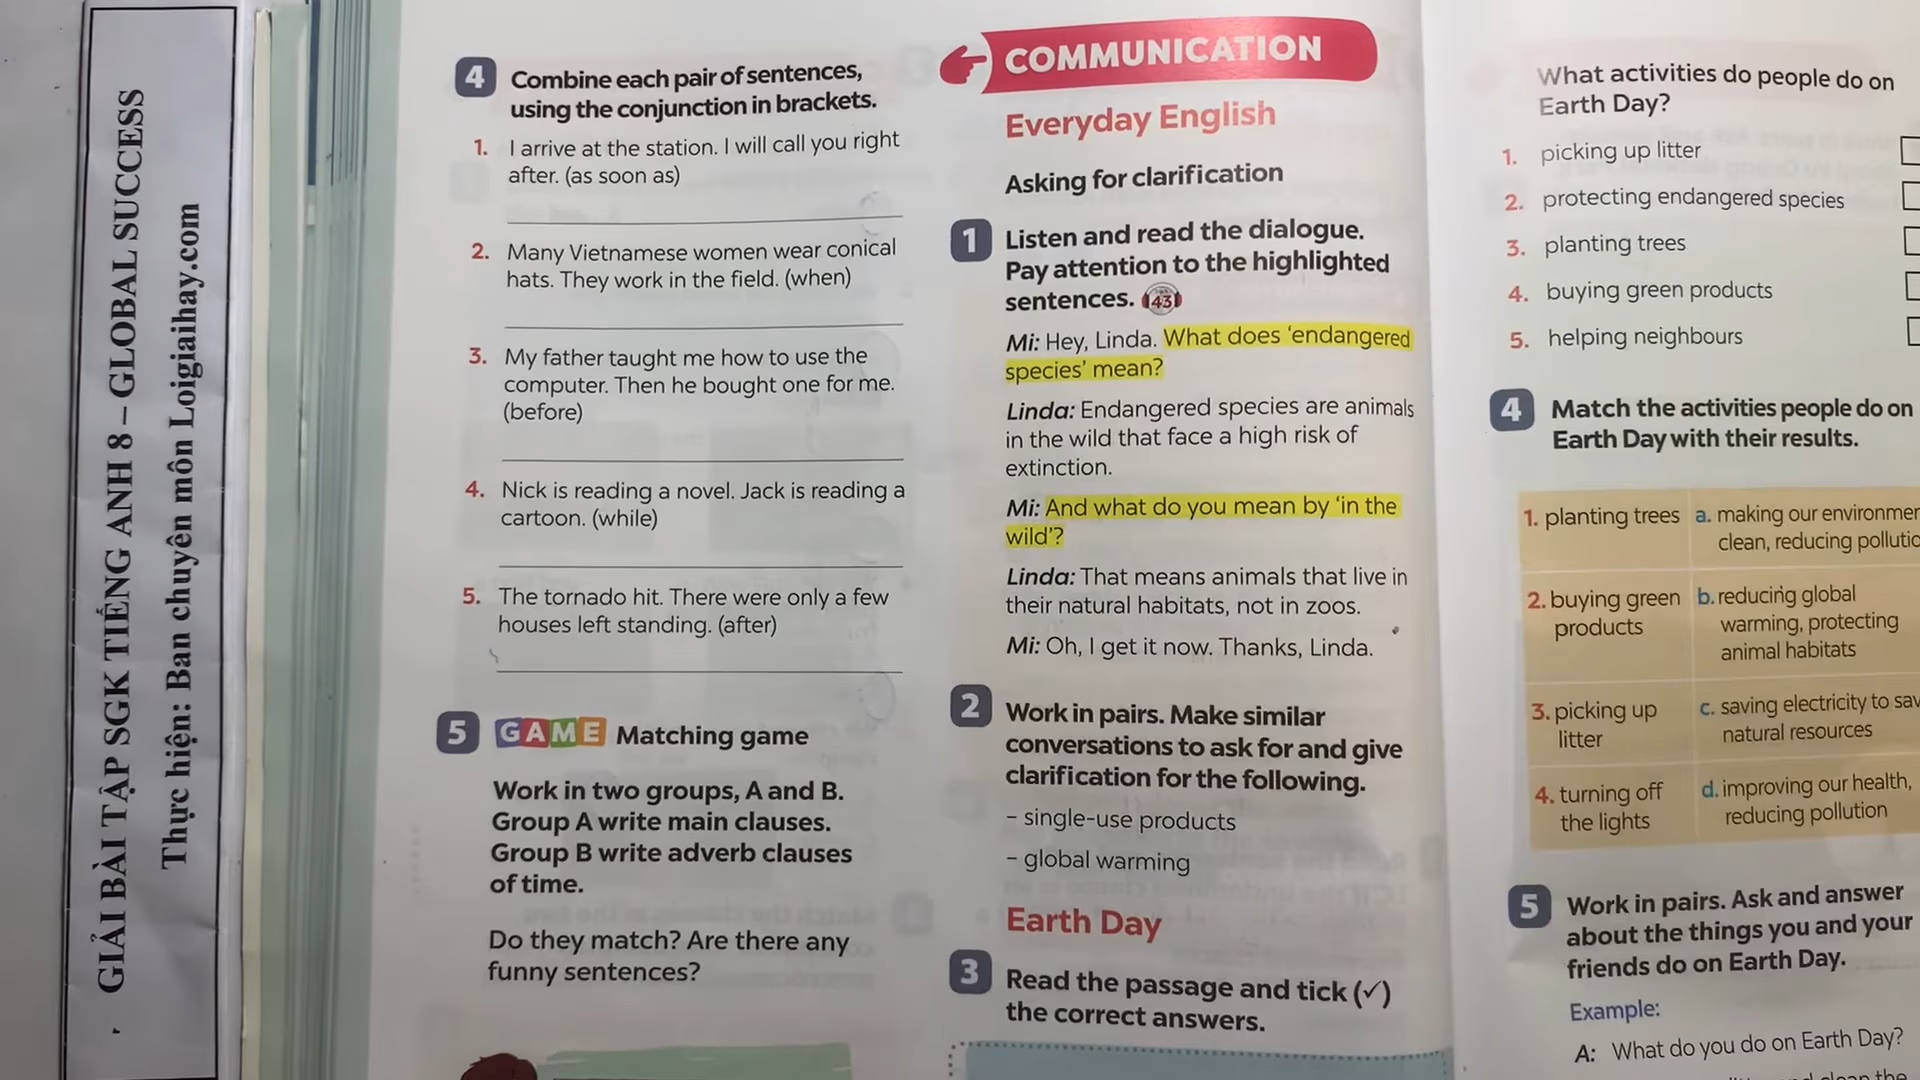 GIẢI BÀI TẬP SGK TIẾNG ANH 8 – GLOBAL SUCCESS
Thực hiện: Ban chuyên môn Loigiaihay.com
4 Combine each pair of sentences,
using the conjunction in brackets.
1. I arrive at the station. I will call you right
after. (as soon as)
2. Many Vietnamese women wear conical
hats. They work in the field. (when)
3. My father taught me how to use the
computer. Then he bought one for me.
(before)
4. Nick is reading a novel. Jack is reading a
cartoon. (while)
5. The tornado hit. There were only a few
houses left standing. (after)
5 GAME Matching game
Work in two groups, A and B.
Group A write main clauses.
Group B write adverb clauses
of time.
Do they match? Are there any
funny sentences?
COMMUNICATION
Everyday English
Asking for clarification
1 Listen and read the dialogue.
Pay attention to the highlighted
sentences. 43
Mi: Hey, Linda. What does ‘endangered
species’ mean?
Linda: Endangered species are animals
in the wild that face a high risk of
extinction.
Mi: And what do you mean by ‘in the
wild’?
Linda: That means animals that live in
their natural habitats, not in zoos.
Mi: Oh, I get it now. Thanks, Linda.
2 Work in pairs. Make similar
conversations to ask for and give
clarification for the following.
– single-use products
– global warming
Earth Day
3 Read the passage and tick (✓)
the correct answers.
What activities do people do on
Earth Day?
1. picking up litter
2. protecting endangered species
3. planting trees
4. buying green products
5. helping neighbours
4 Match the activities people do on
Earth Day with their results.
1. planting trees
a. making our
clean, reducing
2. buying green
products
b. reducing global
warming, protecting
animal habitats
3. picking up
litter
c. saving electricity to
natural resources
4. turning off
the lights
d. improving our health,
reducing pollution
5 Work in pairs. Ask and answer
about the things you and your
friends do on Earth Day.
Example:
A: What do you do on Earth Day?